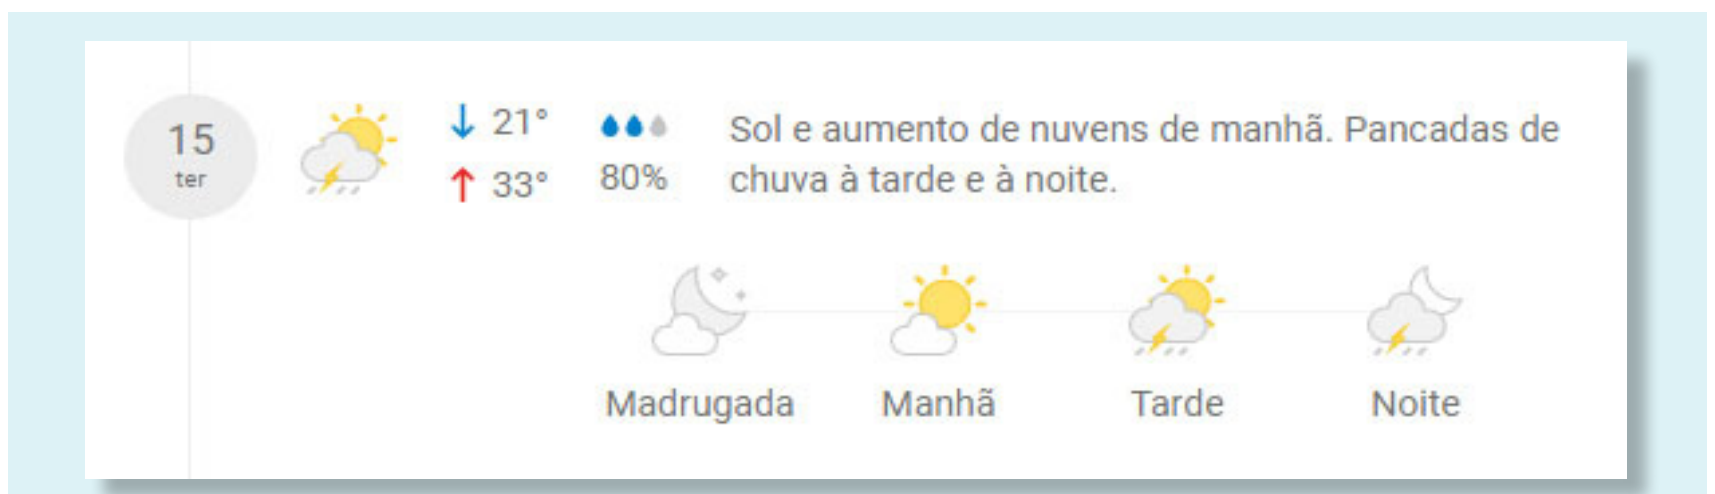 15
ter
21°
33°
80%
Sol e aumento de nuvens de manhã. Pancadas de
chuva à tarde e à noite.
Madrugada Manhã Tarde Noite